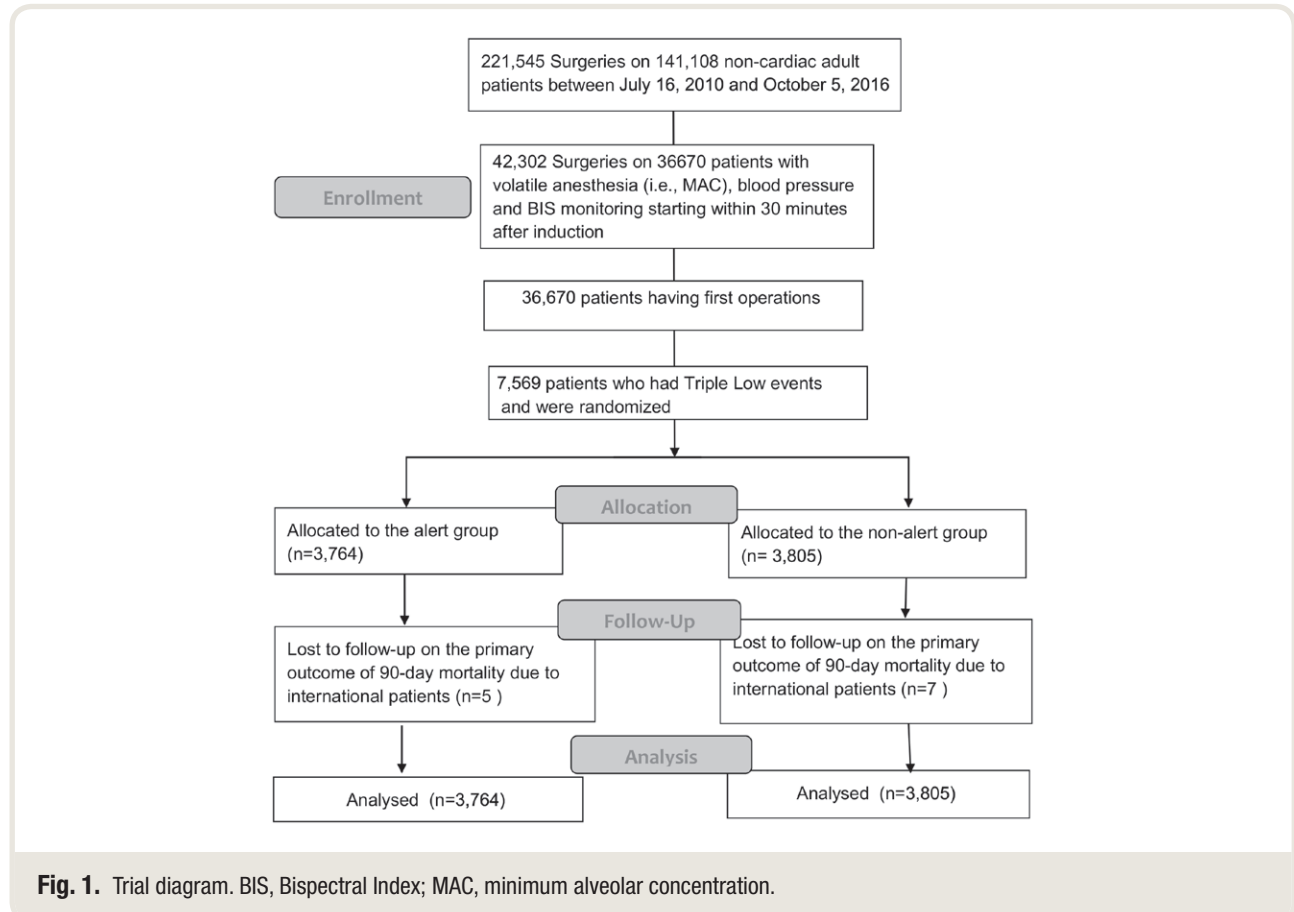 221,545 Surgeries on 141,108 non-cardiac adult
patients between July 16, 2010 and October 5, 2016
Enrollment
42,302 Surgeries on 36670 patients with
volatile anesthesia (i.e., MAC), blood pressure
and BIS monitoring starting within 30 minutes
after induction
36,670 patients having first operations
7,569 patients who had Triple Low events
and were randomized
Allocation
Allocated to the alert group
(n=3,764)
Allocated to the non-alert group
(n= 3,805)
Follow-Up
Lost to follow-up on the primary
outcome of 90-day mortality due to
international patients (n=5 )
Lost to follow-up on the primary
outcome of 90-day mortality due to
international patients (n=7 )
Analysis
Analysed (n=3,764)
Analysed (n=3,805)
Fig. 1. Trial diagram. BIS, Bispectral Index; MAC, minimum alveolar concentration.